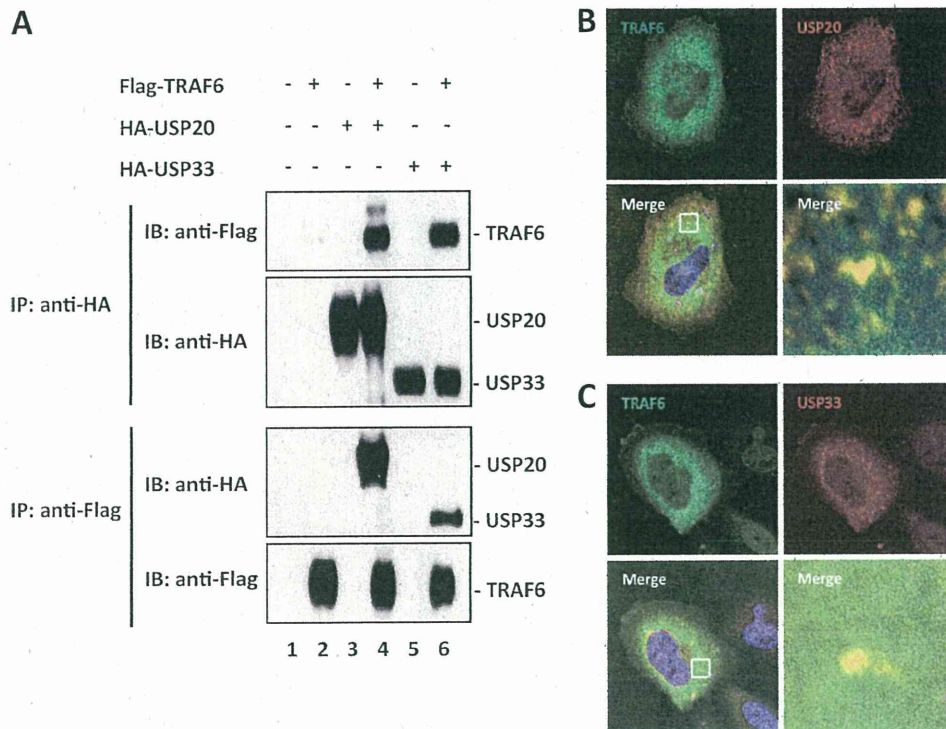 A
Flag-TRAF6 - + - + - +
HA-USP20 - - + + - -
HA-USP33 - - - - + +
IP: anti-HA
IB: anti-Flag
- TRAF6
IB: anti-HA
- USP20
- USP33
IP: anti-Flag
IB: anti-HA
- USP20
- USP33
IB: anti-Flag
- TRAF6
1 2 3 4 5 6
B
TRAF6
USP20
Merge
Merge
C
TRAF6
USP33
Merge
Merge